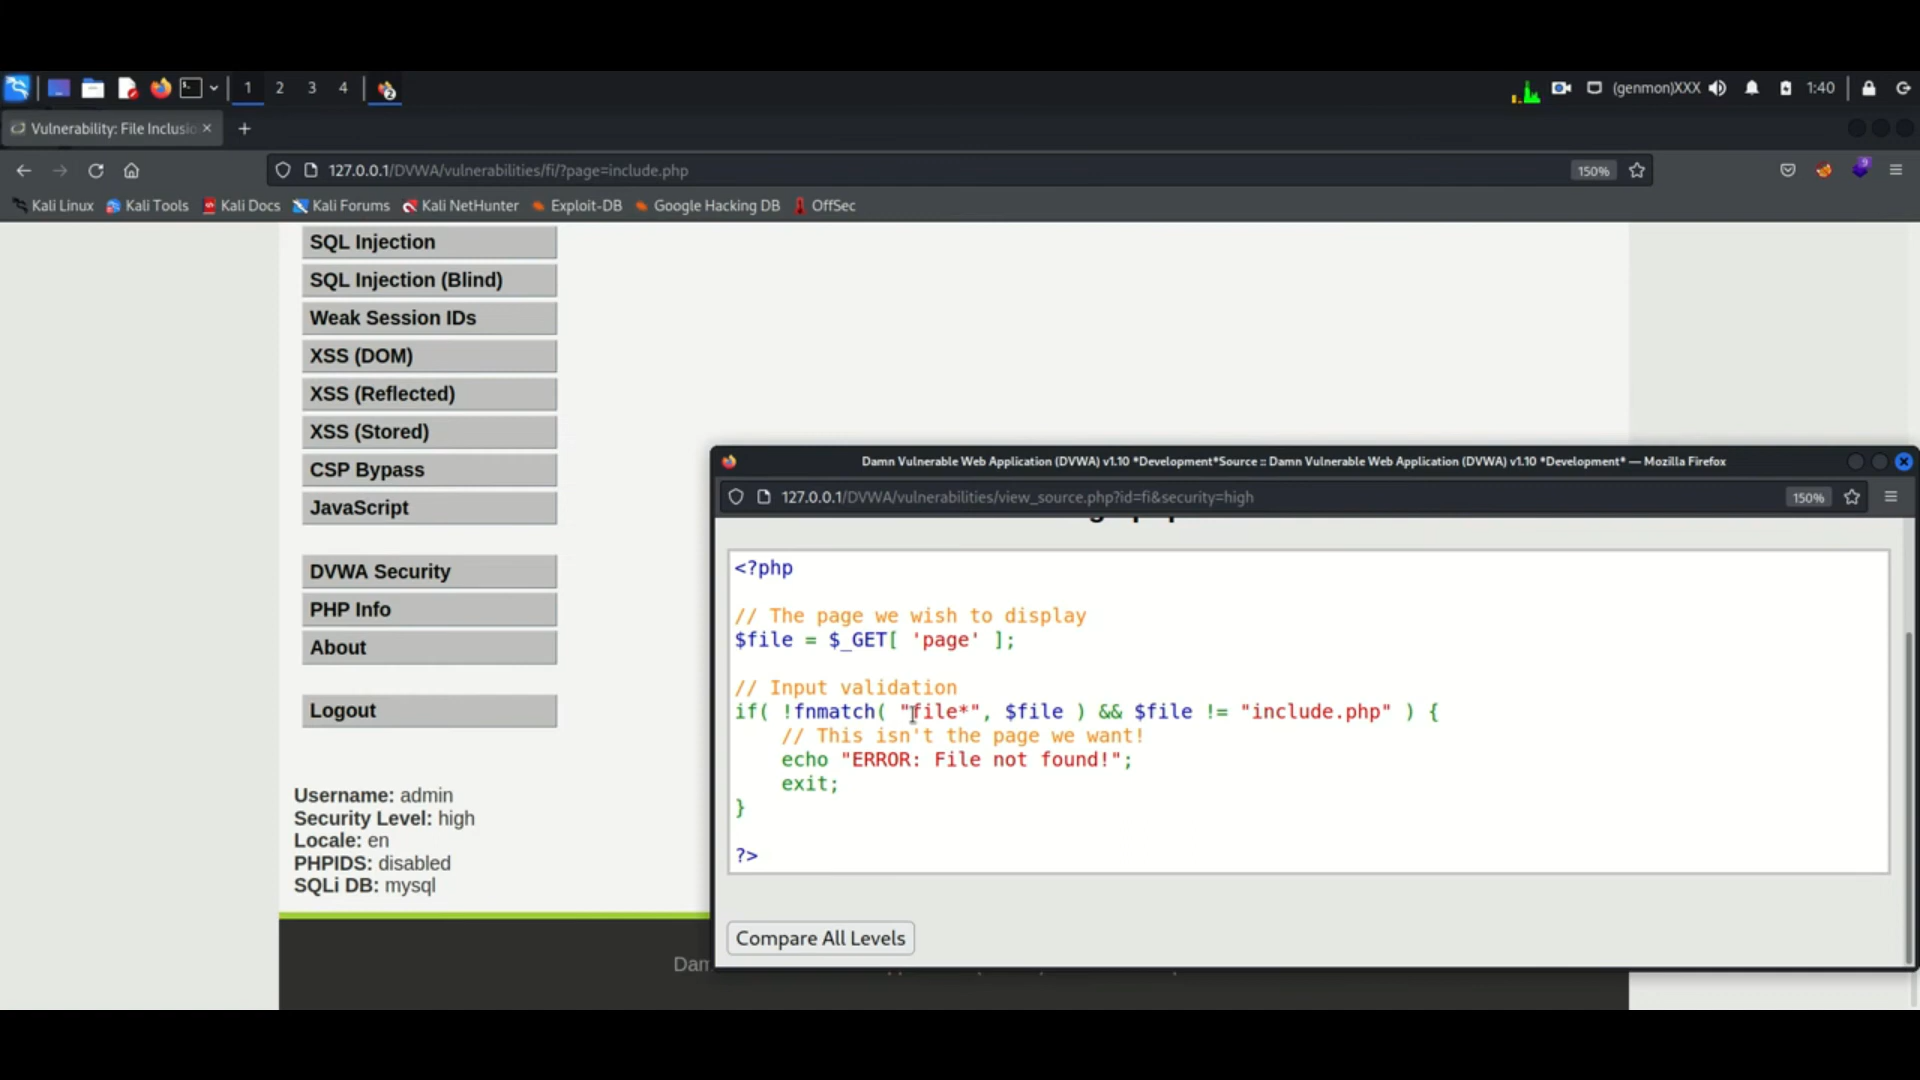 1 2 3 4 (genmon)XXX 1:40
Vulnerability: File Inclusio
127.0.0.1/DVWA/vulnerabilities/fi/?page=include.php 150%
Kali Linux Kali Tools Kali Docs Kali Forums Kali NetHunter Exploit-DB Google Hacking DB OffSec
SQL Injection
SQL Injection (Blind)
Weak Session IDs
XSS (DOM)
XSS (Reflected)
XSS (Stored)
CSP Bypass
JavaScript
DVWA Security
PHP Info
About
Logout
Username: admin
Security Level: high
Locale: en
PHPIDS: disabled
SQLi DB: mysql
Dam
Damn Vulnerable Web Application (DVWA) v1.10 *Development*Source :: Damn Vulnerable Web Application (DVWA) v1.10 *Development* — Mozilla Firefox
127.0.0.1/DVWA/vulnerabilities/view_source.php?id=fi&security=high 150%
<?php
// The page we wish to display
$file = $_GET[ 'page' ];
// Input validation
if( !fnmatch( "file*", $file ) && $file != "include.php" ) {
// This isn't the page we want!
echo "ERROR: File not found!";
exit;
}
?>
Compare All Levels